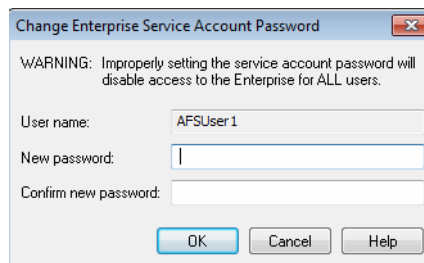 Change Enterprise Service Account Password
WARNING: Improperly setting the service account password will
disable access to the Enterprise for ALL users.
User name: AFSUser1
New password:
Confirm new password:
OK Cancel Help